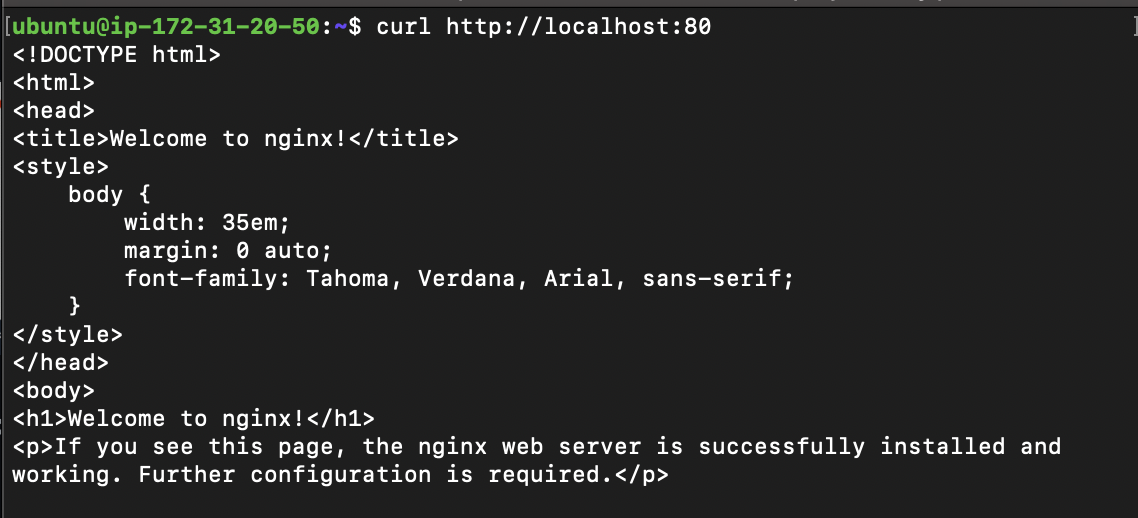 [ubuntu@ip-172-31-20-50:~$ curl http://localhost:80 ]
<!DOCTYPE html>
<html>
<head>
<title>Welcome to nginx!</title>
<style>
    body {
        width: 35em;
        margin: 0 auto;
        font-family: Tahoma, Verdana, Arial, sans-serif;
    }
</style>
</head>
<body>
<h1>Welcome to nginx!</h1>
<p>If you see this page, the nginx web server is successfully installed and
working. Further configuration is required.</p>